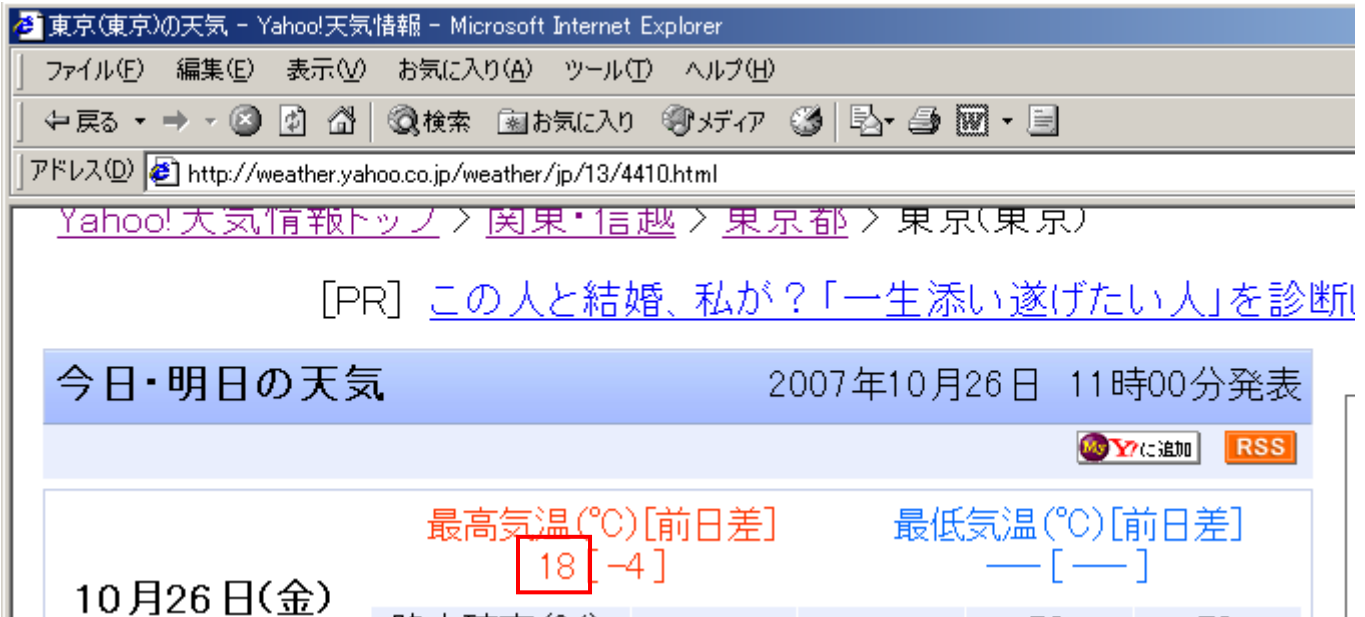 東京(東京)の天気 - Yahoo!天気情報 - Microsoft Internet Explorer
ファイル(F) 編集(E) 表示(V) お気に入り(A) ツール(T) ヘルプ(H)
戻る 検索 お気に入り メディア
アドレス(D) http://weather.yahoo.co.jp/weather/jp/13/4410.html
Yahoo!天気情報トップ > 関東・信越 > 東京都 > 東京(東京)
[PR] この人と結婚、私が?「一生添い遂げたい人」を診断
今日・明日の天気 2007年10月26日 11時00分発表
My Y!に追加 RSS
最高気温(℃)[前日差] 最低気温(℃)[前日差]
18 [ -4 ] ― [ ― ]
10月26日(金)